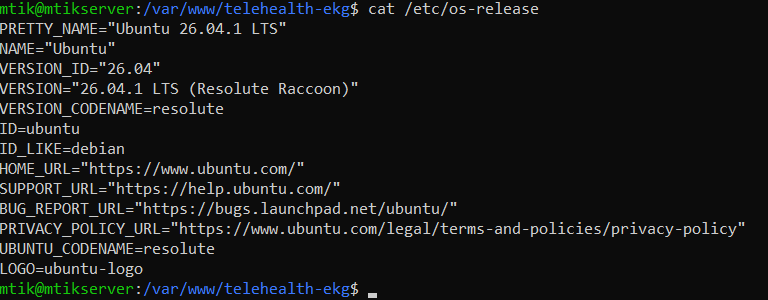 mtik@mtikserver:/var/www/telehealth-ekg$ cat /etc/os-release
PRETTY_NAME="Ubuntu 26.04.1 LTS"
NAME="Ubuntu"
VERSION_ID="26.04"
VERSION="26.04.1 LTS (Resolute Raccoon)"
VERSION_CODENAME=resolute
ID=ubuntu
ID_LIKE=debian
HOME_URL="https://www.ubuntu.com/"
SUPPORT_URL="https://help.ubuntu.com/"
BUG_REPORT_URL="https://bugs.launchpad.net/ubuntu/"
PRIVACY_POLICY_URL="https://www.ubuntu.com/legal/terms-and-policies/privacy-policy"
UBUNTU_CODENAME=resolute
LOGO=ubuntu-logo
mtik@mtikserver:/var/www/telehealth-ekg$